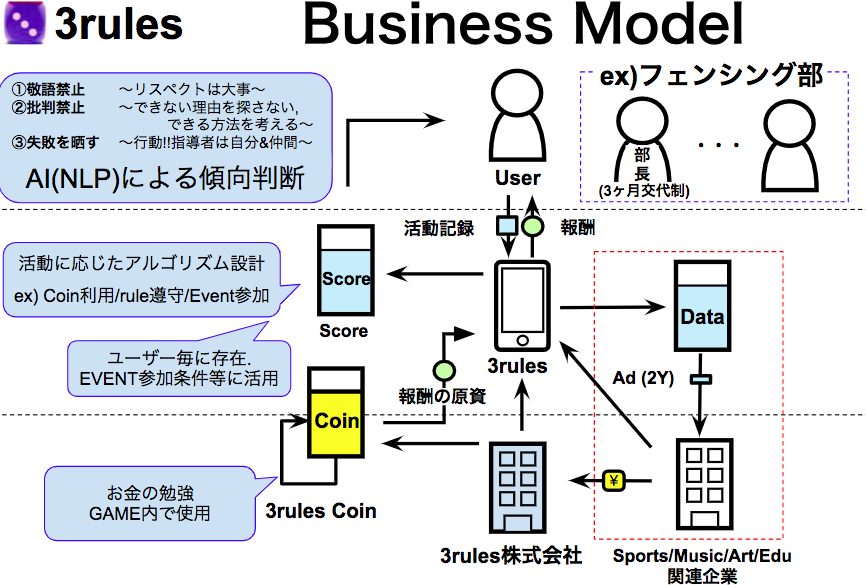 3rules
Business Model
①敬語禁止 〜リスペクトは大事〜
②批判禁止 〜できない理由を探さない,
できる方法を考える〜
③失敗を晒す 〜行動!!指導者は自分&仲間〜
AI(NLP)による傾向判断
User
ex)フェンシング部
部
長
(3ヶ月交代制)
・・・
活動記録
報酬
活動に応じたアルゴリズム設計
ex) Coin利用/rule遵守/Event参加
Score
Score
ユーザー毎に存在.
EVENT参加条件等に活用
3rules
Data
Ad (2Y)
報酬の原資
Coin
3rules Coin
お金の勉強
GAME内で使用
¥
3rules株式会社
Sports/Music/Art/Edu
関連企業